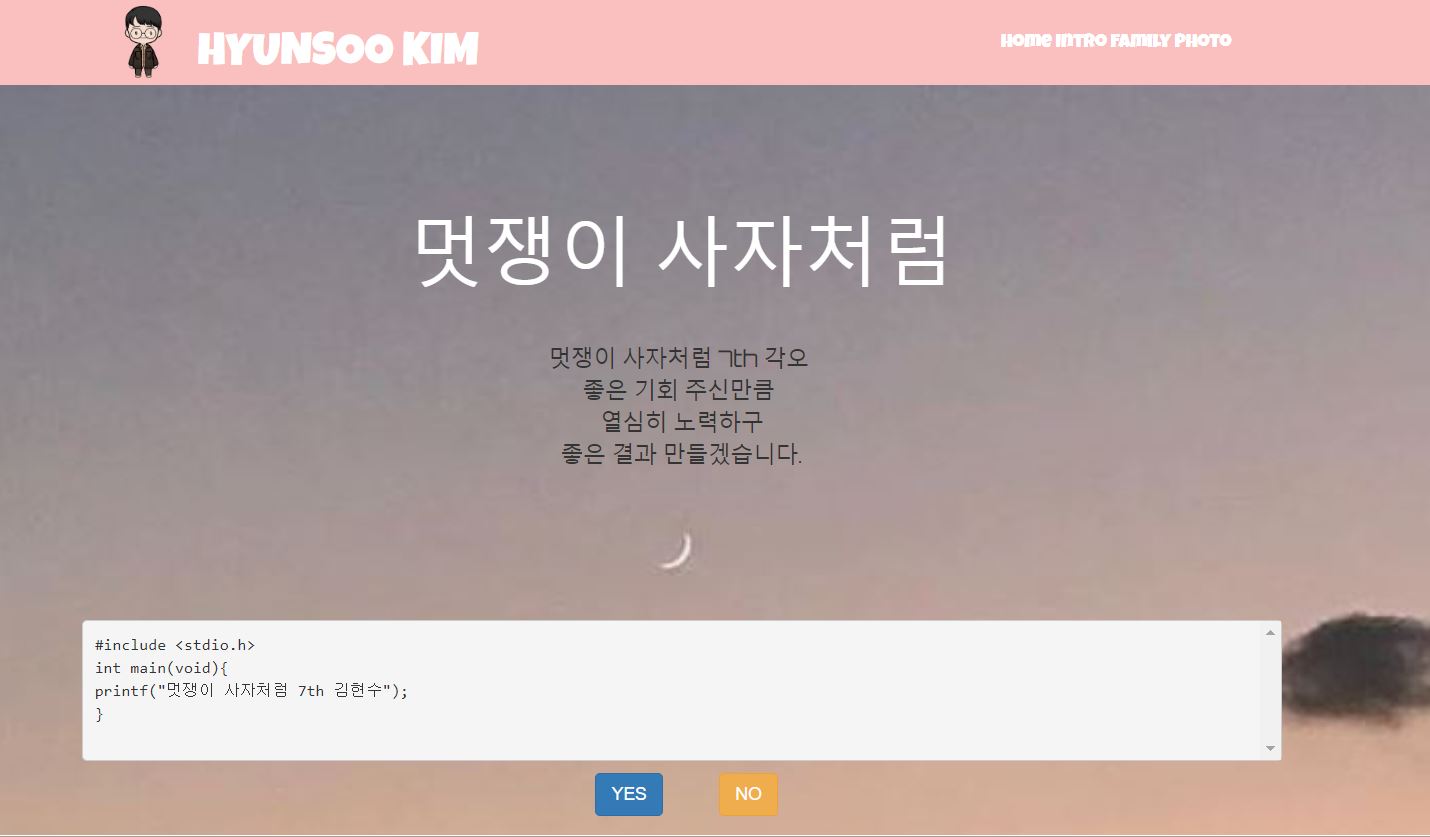 HYUNSOO KIM
Home Intro Family Photo
멋쟁이 사자처럼
멋쟁이 사자처럼 7th 각오
좋은 기회 주신만큼
열심히 노력하구
좋은 결과 만들겠습니다.
#include <stdio.h>
int main(void){
printf("멋쟁이 사자처럼 7th 김현수");
}
YES NO